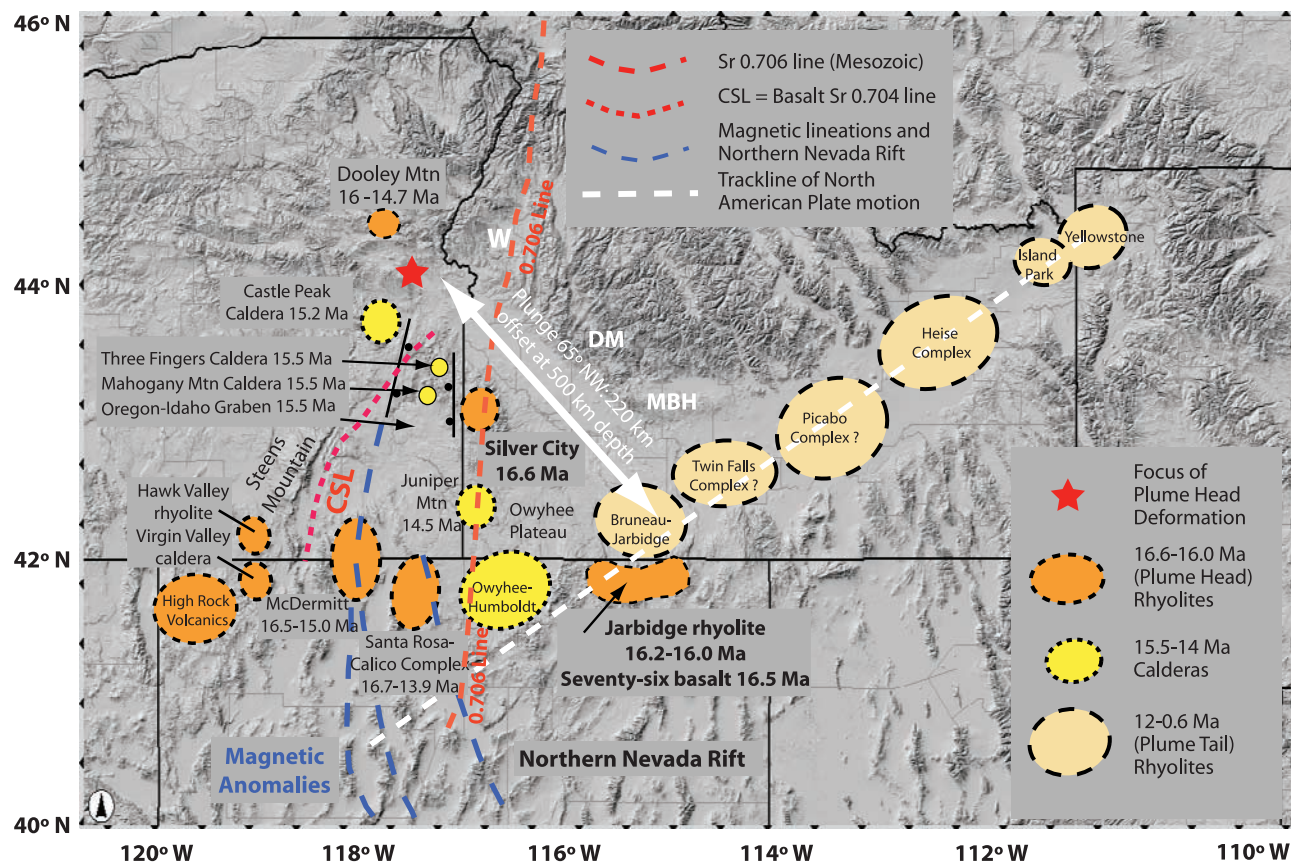 46° N
44° N
42° N
40° N
120° W
118° W
116° W
114° W
112° W
110° W
Sr 0.706 line (Mesozoic)
CSL = Basalt Sr 0.704 line
Magnetic lineations and
Northern Nevada Rift
Trackline of North
American Plate motion
Dooley Mtn
16 -14.7 Ma
W
0.706 Line
Castle Peak
Caldera 15.2 Ma
Three Fingers Caldera 15.5 Ma
Mahogany Mtn Caldera 15.5 Ma
Oregon-Idaho Graben 15.5 Ma
Plunge 65° NW: 220 km
offset at 500 km depth
DM
MBH
Yellowstone
Island
Park
Heise
Complex
Picabo
Complex ?
Twin Falls
Complex ?
Bruneau-
Jarbidge
Silver City
16.6 Ma
Steens
Mountain
CSL
Juniper
Mtn
14.5 Ma
Owyhee
Plateau
Hawk Valley
rhyolite
Virgin Valley
caldera
High Rock
Volcanics
McDermitt
16.5-15.0 Ma
Owyhee-
Humboldt
Santa Rosa-
Calico Complex
16.7-13.9 Ma
0.706 Line
Jarbidge rhyolite
16.2-16.0 Ma
Seventy-six basalt 16.5 Ma
Magnetic
Anomalies
Northern Nevada Rift
Focus of
Plume Head
Deformation
16.6-16.0 Ma
(Plume Head)
Rhyolites
15.5-14 Ma
Calderas
12-0.6 Ma
(Plume Tail)
Rhyolites